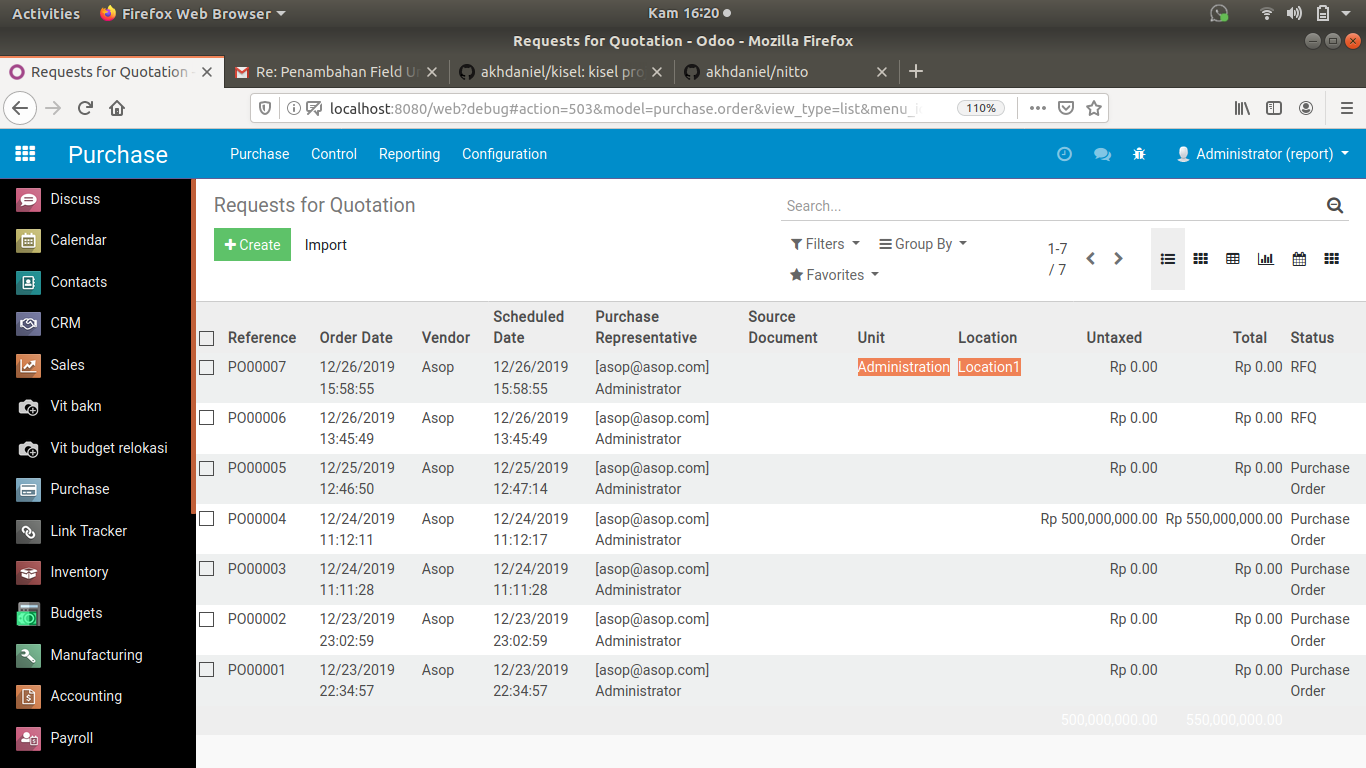 Activities
Firefox Web Browser
Kam 16:20
Requests for Quotation - Odoo - Mozilla Firefox
Requests for Quotation -
Re: Penambahan Field Un
akhdaniel/kisel: kisel pro
akhdaniel/nitto
localhost:8080/web?debug#action=503&model=purchase.order&view_type=list&menu_i
110%
Purchase
Purchase Control Reporting Configuration
Administrator (report)
Discuss
Calendar
Contacts
CRM
Sales
Vit bakn
Vit budget relokasi
Purchase
Link Tracker
Inventory
Budgets
Manufacturing
Accounting
Payroll
Requests for Quotation
Search...
Create Import
Filters Group By
Favorites
1-7
/ 7
Scheduled Purchase Source
Reference Order Date Vendor Date Representative Document Unit Location Untaxed Total Status
PO00007 12/26/2019 Asop 12/26/2019 [asop@asop.com] Administration Location1 Rp 0.00 Rp 0.00 RFQ
15:58:55 15:58:55 Administrator
PO00006 12/26/2019 Asop 12/26/2019 [asop@asop.com] Rp 0.00 Rp 0.00 RFQ
13:45:49 13:45:49 Administrator
PO00005 12/25/2019 Asop 12/25/2019 [asop@asop.com] Rp 0.00 Rp 0.00 Purchase
12:46:50 12:47:14 Administrator Order
PO00004 12/24/2019 Asop 12/24/2019 [asop@asop.com] Rp 500,000,000.00 Rp 550,000,000.00 Purchase
11:12:11 11:12:17 Administrator Order
PO00003 12/24/2019 Asop 12/24/2019 [asop@asop.com] Rp 0.00 Rp 0.00 Purchase
11:11:28 11:11:28 Administrator Order
PO00002 12/23/2019 Asop 12/23/2019 [asop@asop.com] Rp 0.00 Rp 0.00 Purchase
23:02:59 23:02:59 Administrator Order
PO00001 12/23/2019 Asop 12/23/2019 [asop@asop.com] Rp 0.00 Rp 0.00 Purchase
22:34:57 22:34:57 Administrator Order
500,000,000.00 550,000,000.00